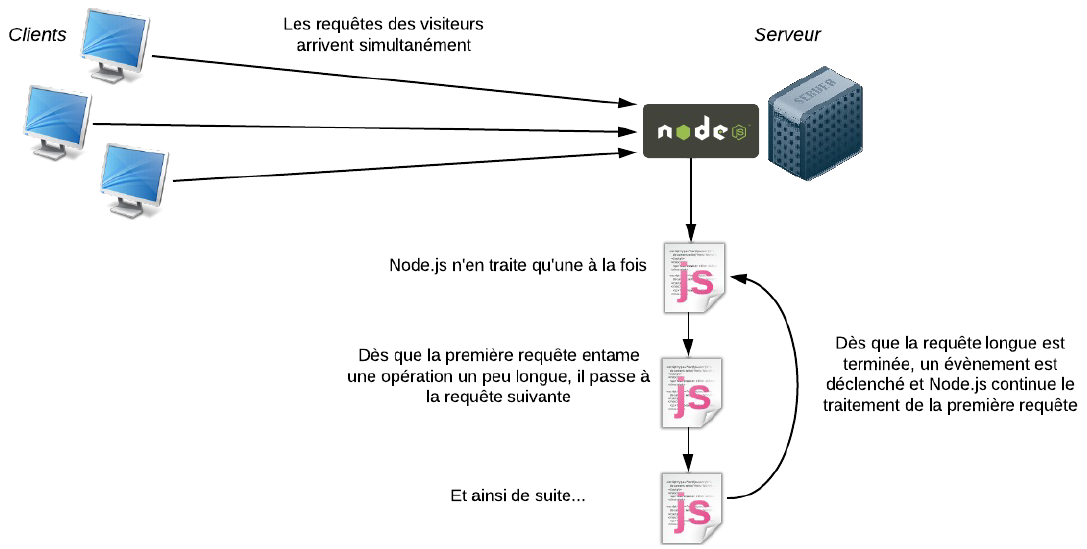 Clients
Les requêtes des visiteurs
arrivent simultanément
Serveur
node JS
SERVER
Node.js n'en traite qu'une à la fois
js
Dès que la première requête entame
une opération un peu longue, il passe à
la requête suivante
js
Dès que la requête longue est
terminée, un évènement est
déclenché et Node.js continue le
traitement de la première requête
Et ainsi de suite...
js